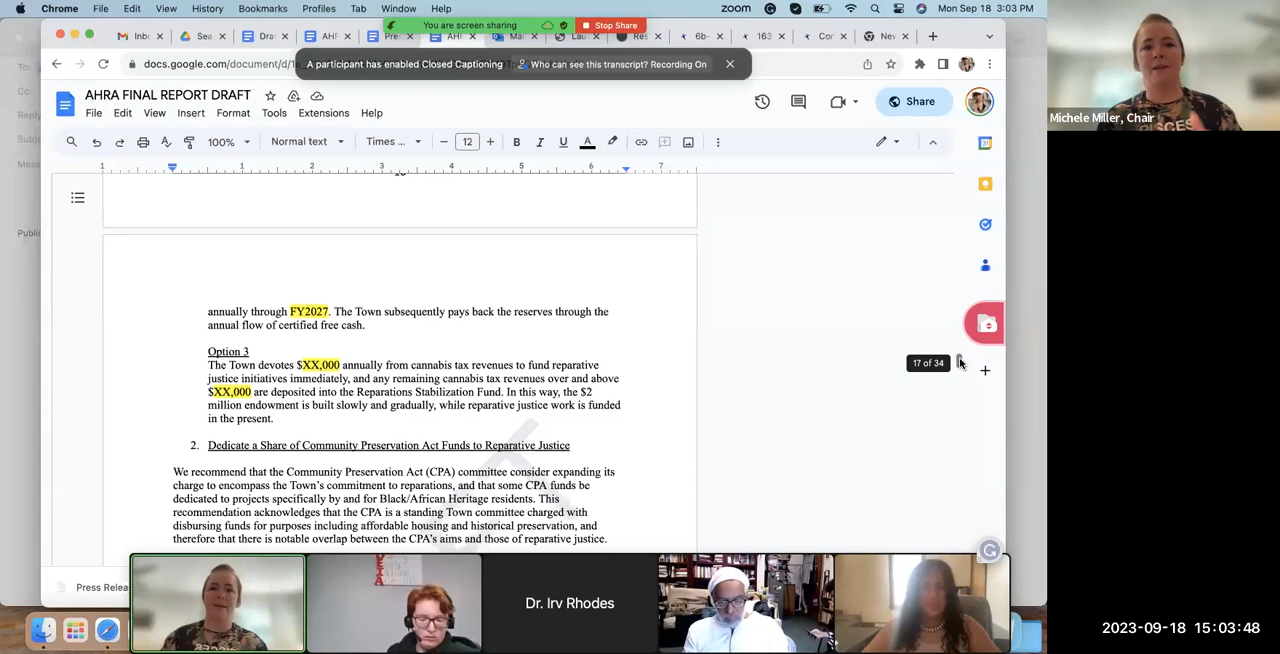 Chrome File Edit View History Bookmarks Profiles Tab Window Help
zoom Mon Sep 18 3:03 PM
You are screen sharing Stop Share
A participant has enabled Closed Captioning Who can see this transcript? Recording On
docs.google.com/document/d/1
AHRA FINAL REPORT DRAFT
Share
File Edit View Insert Format Tools Extensions Help
100% Normal text Times ... 12
1 1 2 3 4 5 6 7
annually through FY2027. The Town subsequently pays back the reserves through the
annual flow of certified free cash.
Option 3
The Town devotes $XX,000 annually from cannabis tax revenues to fund reparative
justice initiatives immediately, and any remaining cannabis tax revenues over and above
$XX,000 are deposited into the Reparations Stabilization Fund. In this way, the $2
million endowment is built slowly and gradually, while reparative justice work is funded
in the present.
2. Dedicate a Share of Community Preservation Act Funds to Reparative Justice
We recommend that the Community Preservation Act (CPA) committee consider expanding its
charge to encompass the Town's commitment to reparations, and that some CPA funds be
dedicated to projects specifically by and for Black/African Heritage residents. This
recommendation acknowledges that the CPA is a standing Town committee charged with
disbursing funds for purposes including affordable housing and historical preservation, and
therefore that there is notable overlap between the CPA's aims and those of reparative justice.
17 of 34
Press Relea
Dr. Irv Rhodes
Michele Miller, Chair
2023-09-18 15:03:48